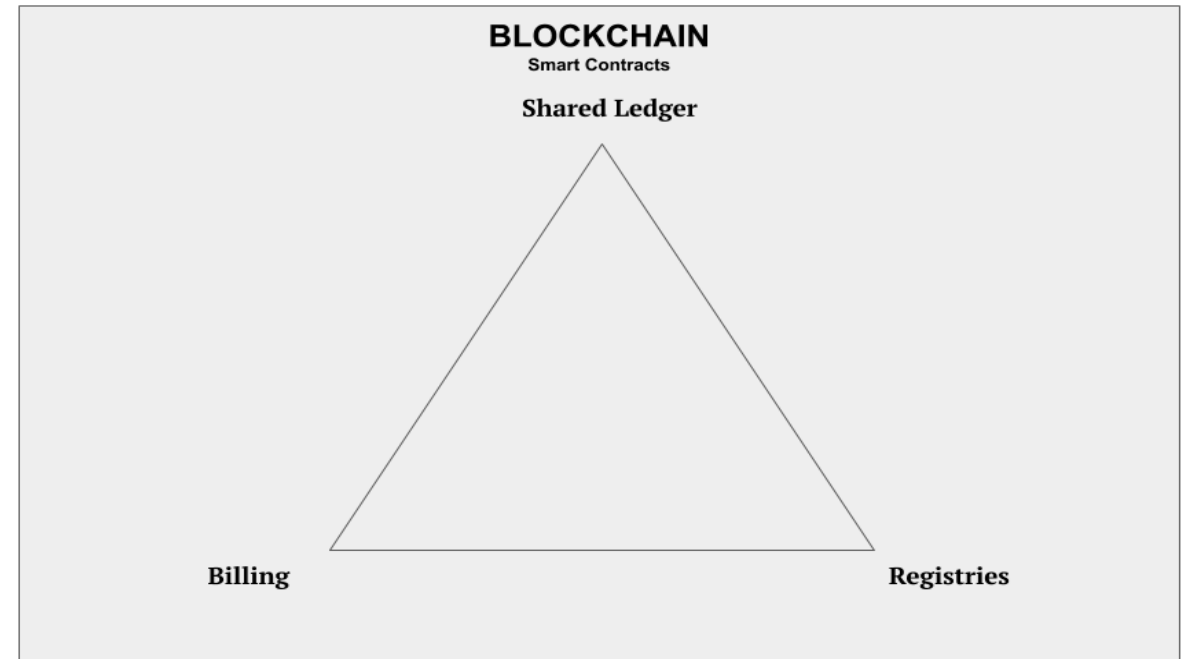 BLOCKCHAIN
Smart Contracts
Shared Ledger
Billing
Registries